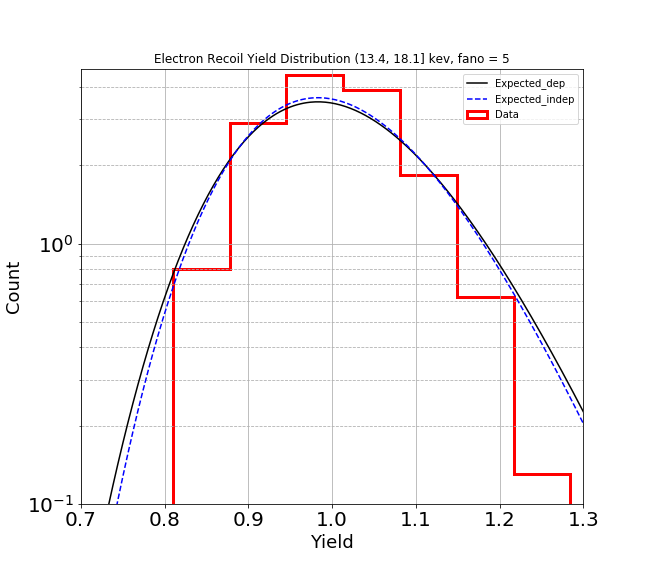 Electron Recoil Yield Distribution (13.4, 18.1] kev, fano = 5
Expected_dep
Expected_indep
Data
10⁰
10⁻¹
Count
0.7 0.8 0.9 1.0 1.1 1.2 1.3
Yield